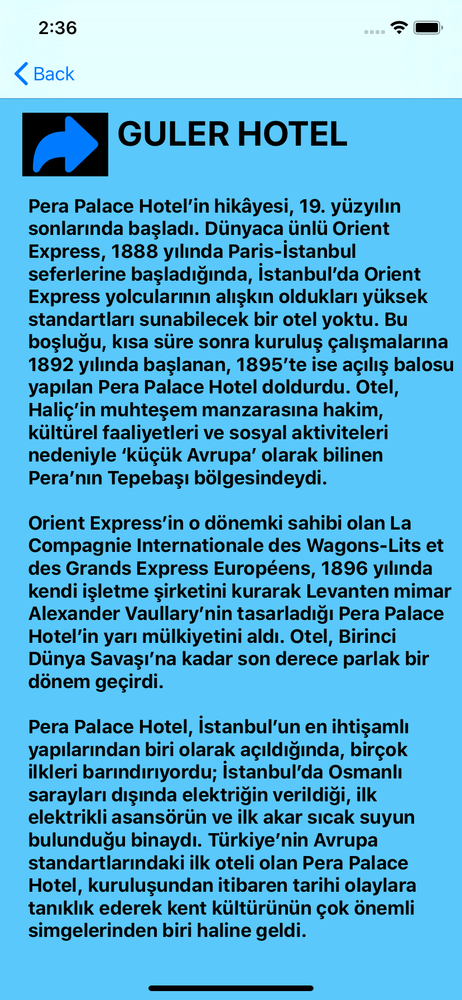 2:36
Back
GULER HOTEL
Pera Palace Hotel’in hikâyesi, 19. yüzyılın
sonlarında başladı. Dünyaca ünlü Orient
Express, 1888 yılında Paris-İstanbul
seferlerine başladığında, İstanbul’da Orient
Express yolcularının alışkın oldukları yüksek
standartları sunabilecek bir otel yoktu. Bu
boşluğu, kısa süre sonra kuruluş çalışmalarına
1892 yılında başlanan, 1895’te ise açılış balosu
yapılan Pera Palace Hotel doldurdu. Otel,
Haliç’in muhteşem manzarasına hakim,
kültürel faaliyetleri ve sosyal aktiviteleri
nedeniyle ‘küçük Avrupa’ olarak bilinen
Pera’nın Tepebaşı bölgesindeydi.
Orient Express’in o dönemki sahibi olan La
Compagnie Internationale des Wagons-Lits et
des Grands Express Européens, 1896 yılında
kendi işletme şirketini kurarak Levanten mimar
Alexander Vaullary’nin tasarladığı Pera Palace
Hotel’in yarı mülkiyetini aldı. Otel, Birinci
Dünya Savaşı’na kadar son derece parlak bir
dönem geçirdi.
Pera Palace Hotel, İstanbul’un en ihtişamlı
yapılarından biri olarak açıldığında, birçok
ilkleri barındırıyordu; İstanbul’da Osmanlı
sarayları dışında elektriğin verildiği, ilk
elektrikli asansörün ve ilk akar sıcak suyun
bulunduğu binaydı. Türkiye’nin Avrupa
standartlarındaki ilk oteli olan Pera Palace
Hotel, kuruluşundan itibaren tarihi olaylara
tanıklık ederek kent kültürünün çok önemli
simgelerinden biri haline geldi.